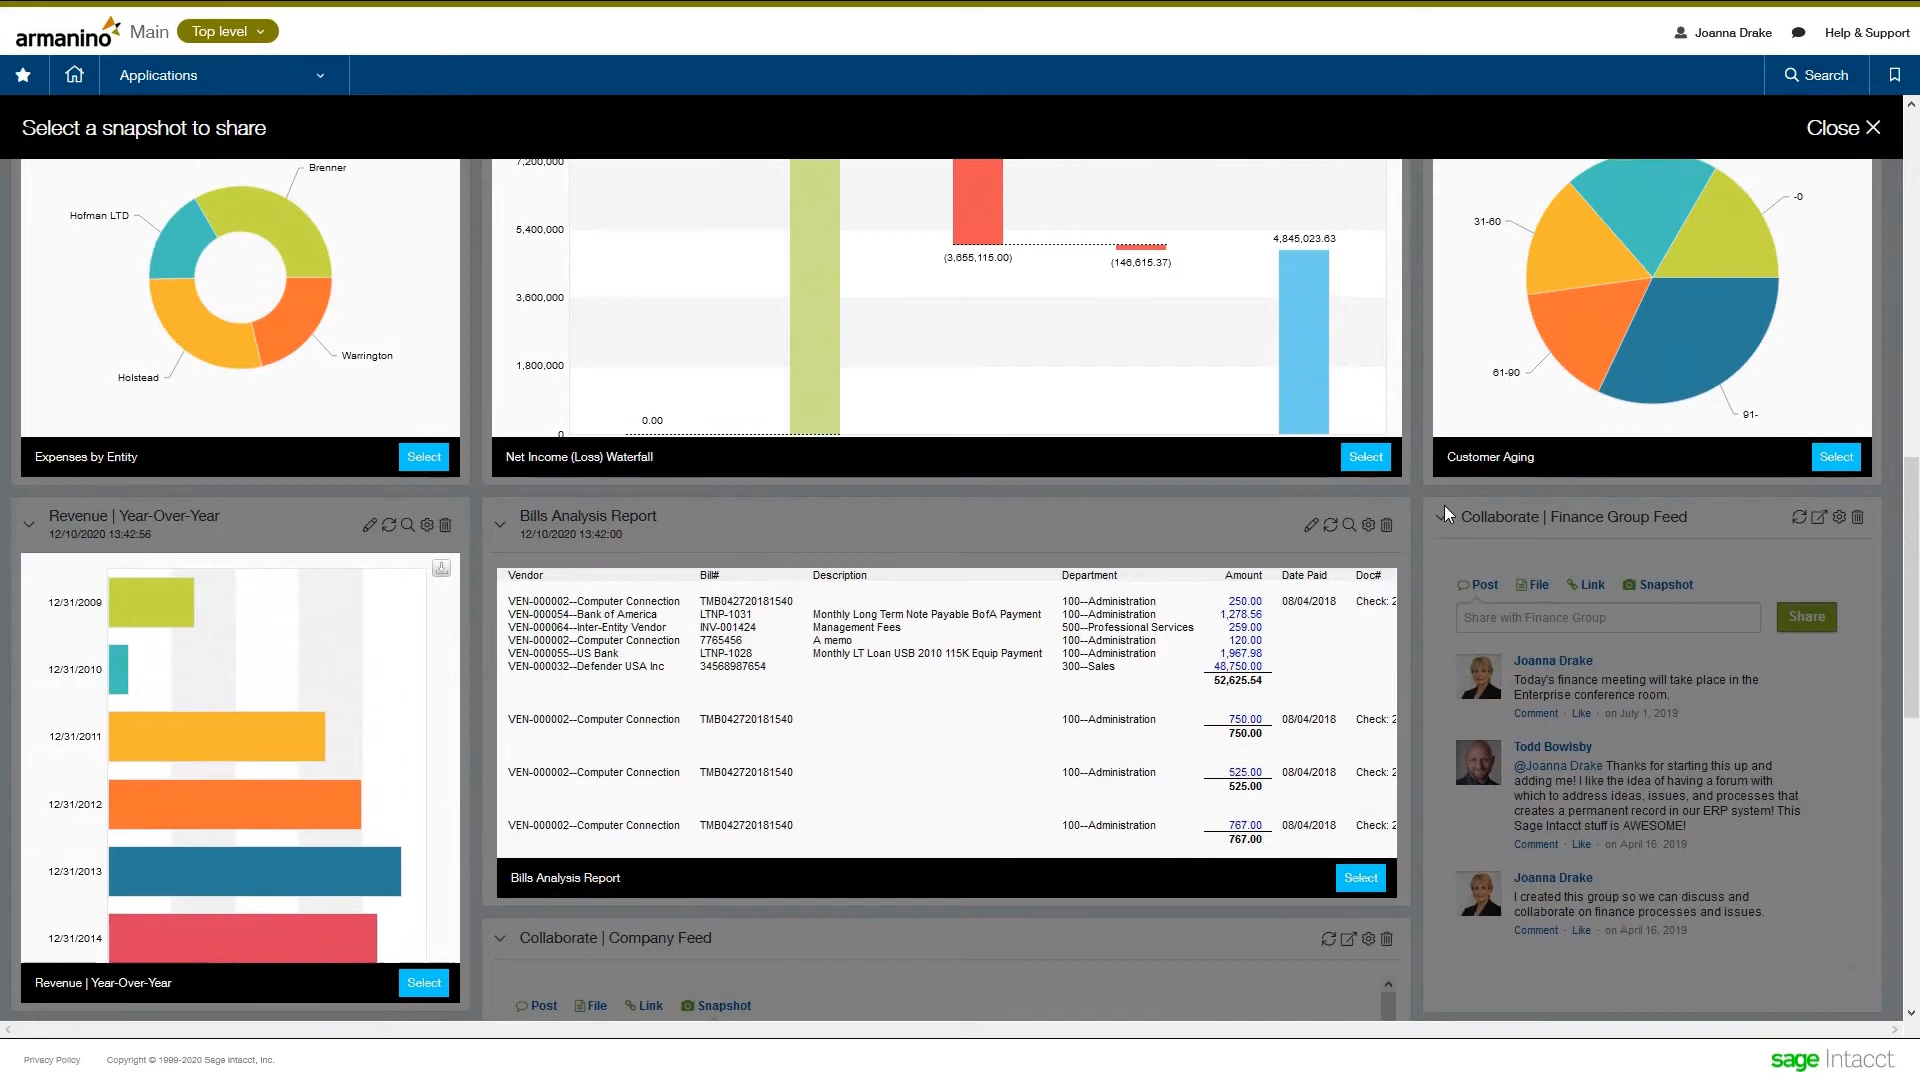 armanino Main Top level
Joanna Drake Help & Support
Applications
Search
Select a snapshot to share
Close
Brenner
Hofman LTD
Warrington
Holstead
Expenses by Entity
Select
7,200,000
5,400,000
3,600,000
1,800,000
0
0.00
(3,655,115.00)
(146,615.37)
4,845,023.63
Net Income (Loss) Waterfall
Select
-0
31-60
61-90
91-
Customer Aging
Select
Revenue | Year-Over-Year
12/10/2020 13:42:56
12/31/2009
12/31/2010
12/31/2011
12/31/2012
12/31/2013
12/31/2014
Revenue | Year-Over-Year
Select
Bills Analysis Report
12/10/2020 13:42:00
Vendor Bill# Description Department Amount Date Paid Doc#
VEN-000002--Computer Connection TMB042720181540 100--Administration 250.00 08/04/2018 Check: 2
VEN-000054--Bank of America LTNP-1031 Monthly Long Term Note Payable BofA Payment 100--Administration 1,278.56
VEN-000064--Inter-Entity Vendor INV-001424 Management Fees 500--Professional Services 259.00
VEN-000002--Computer Connection 7765456 A memo 100--Administration 120.00
VEN-000055--US Bank LTNP-1028 Monthly LT Loan USB 2010 115K Equip Payment 100--Administration 1,967.98
VEN-000032--Defender USA Inc 34568987654 300--Sales 48,750.00
52,625.54
VEN-000002--Computer Connection TMB042720181540 100--Administration 750.00 08/04/2018 Check: 2
750.00
VEN-000002--Computer Connection TMB042720181540 100--Administration 525.00 08/04/2018 Check: 2
525.00
VEN-000002--Computer Connection TMB042720181540 100--Administration 767.00 08/04/2018 Check: 2
767.00
Bills Analysis Report
Select
Collaborate | Company Feed
Post File Link Snapshot
Collaborate | Finance Group Feed
Post File Link Snapshot
Share with Finance Group
Share
Joanna Drake
Today's finance meeting will take place in the
Enterprise conference room.
Comment · Like · on July 1, 2019
Todd Bowlsby
@Joanna Drake Thanks for starting this up and
adding me! I like the idea of having a forum with
which to address ideas, issues, and processes that
creates a permanent record in our ERP system! This
Sage Intacct stuff is AWESOME!
Comment · Like · on April 16, 2019
Joanna Drake
I created this group so we can discuss and
collaborate on finance processes and issues.
Comment · Like · on April 16, 2019
Privacy Policy Copyright © 1999-2020 Sage Intacct, Inc.
sage Intacct